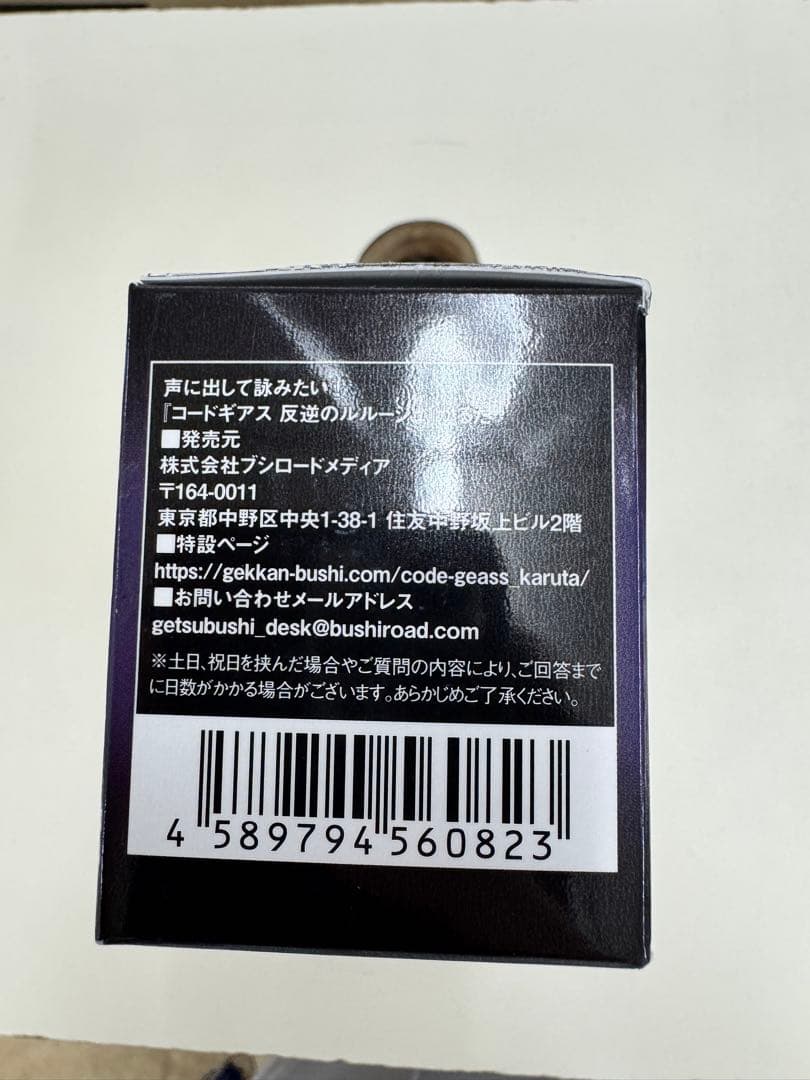 声に出して詠みたい！
『コードギアス 反逆のルルーシュ
■発売元
株式会社ブシロードメディア
〒164-0011
東京都中野区中央1-38-1 住友中野坂上ビル2階
■特設ページ
https://gekkan-bushi.com/code-geass_karuta/
■お問い合わせメールアドレス
getsubushi_desk@bushiroad.com
※土日、祝日を挟んだ場合やご質問の内容により、ご回答まで
に日数がかかる場合がございます。あらかじめご了承ください。
4 589794 560823